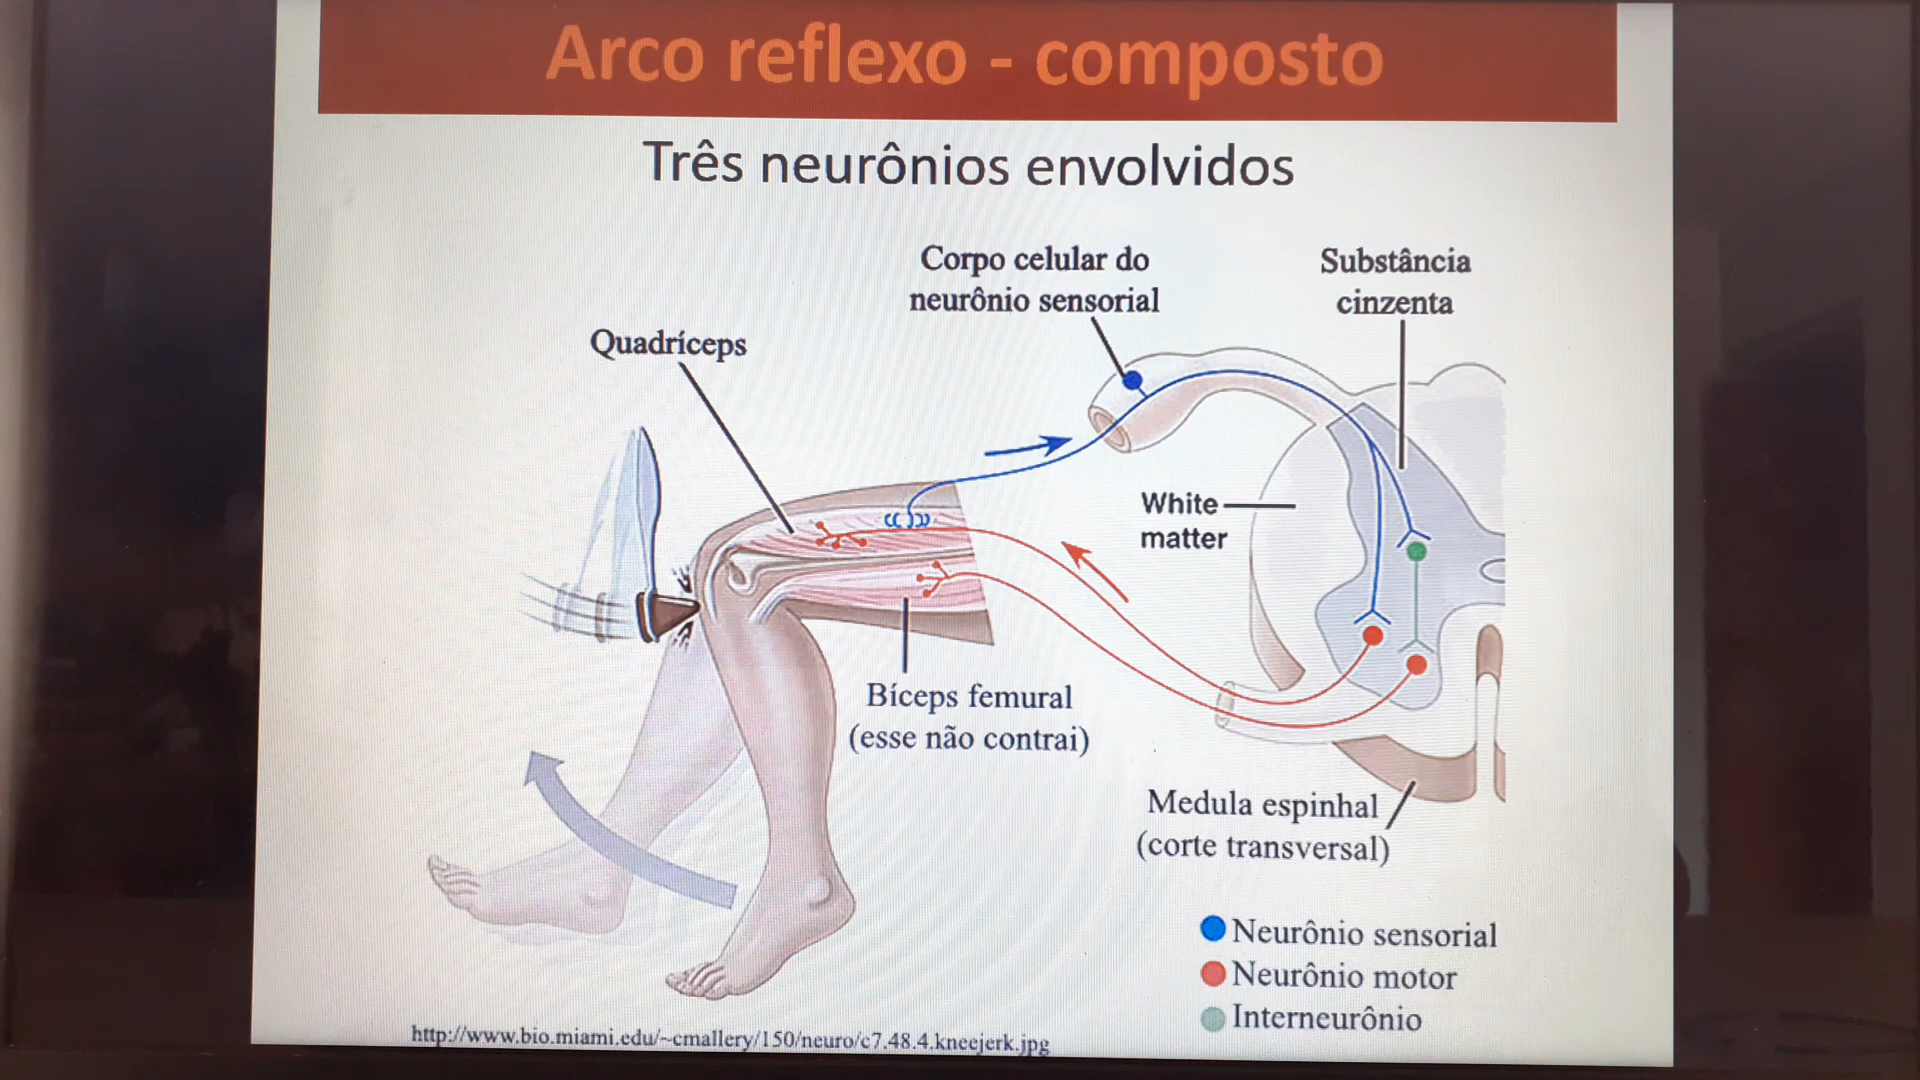 Arco reflexo - composto
Três neurônios envolvidos
Corpo celular do
neurônio sensorial
Substância
cinzenta
Quadríceps
White
matter
Bíceps femural
(esse não contrai)
Medula espinhal
(corte transversal)
Neurônio sensorial
Neurônio motor
Interneurônio
http://www.bio.miami.edu/~cmallery/150/neuro/c7.48.4.kneejerk.jpg